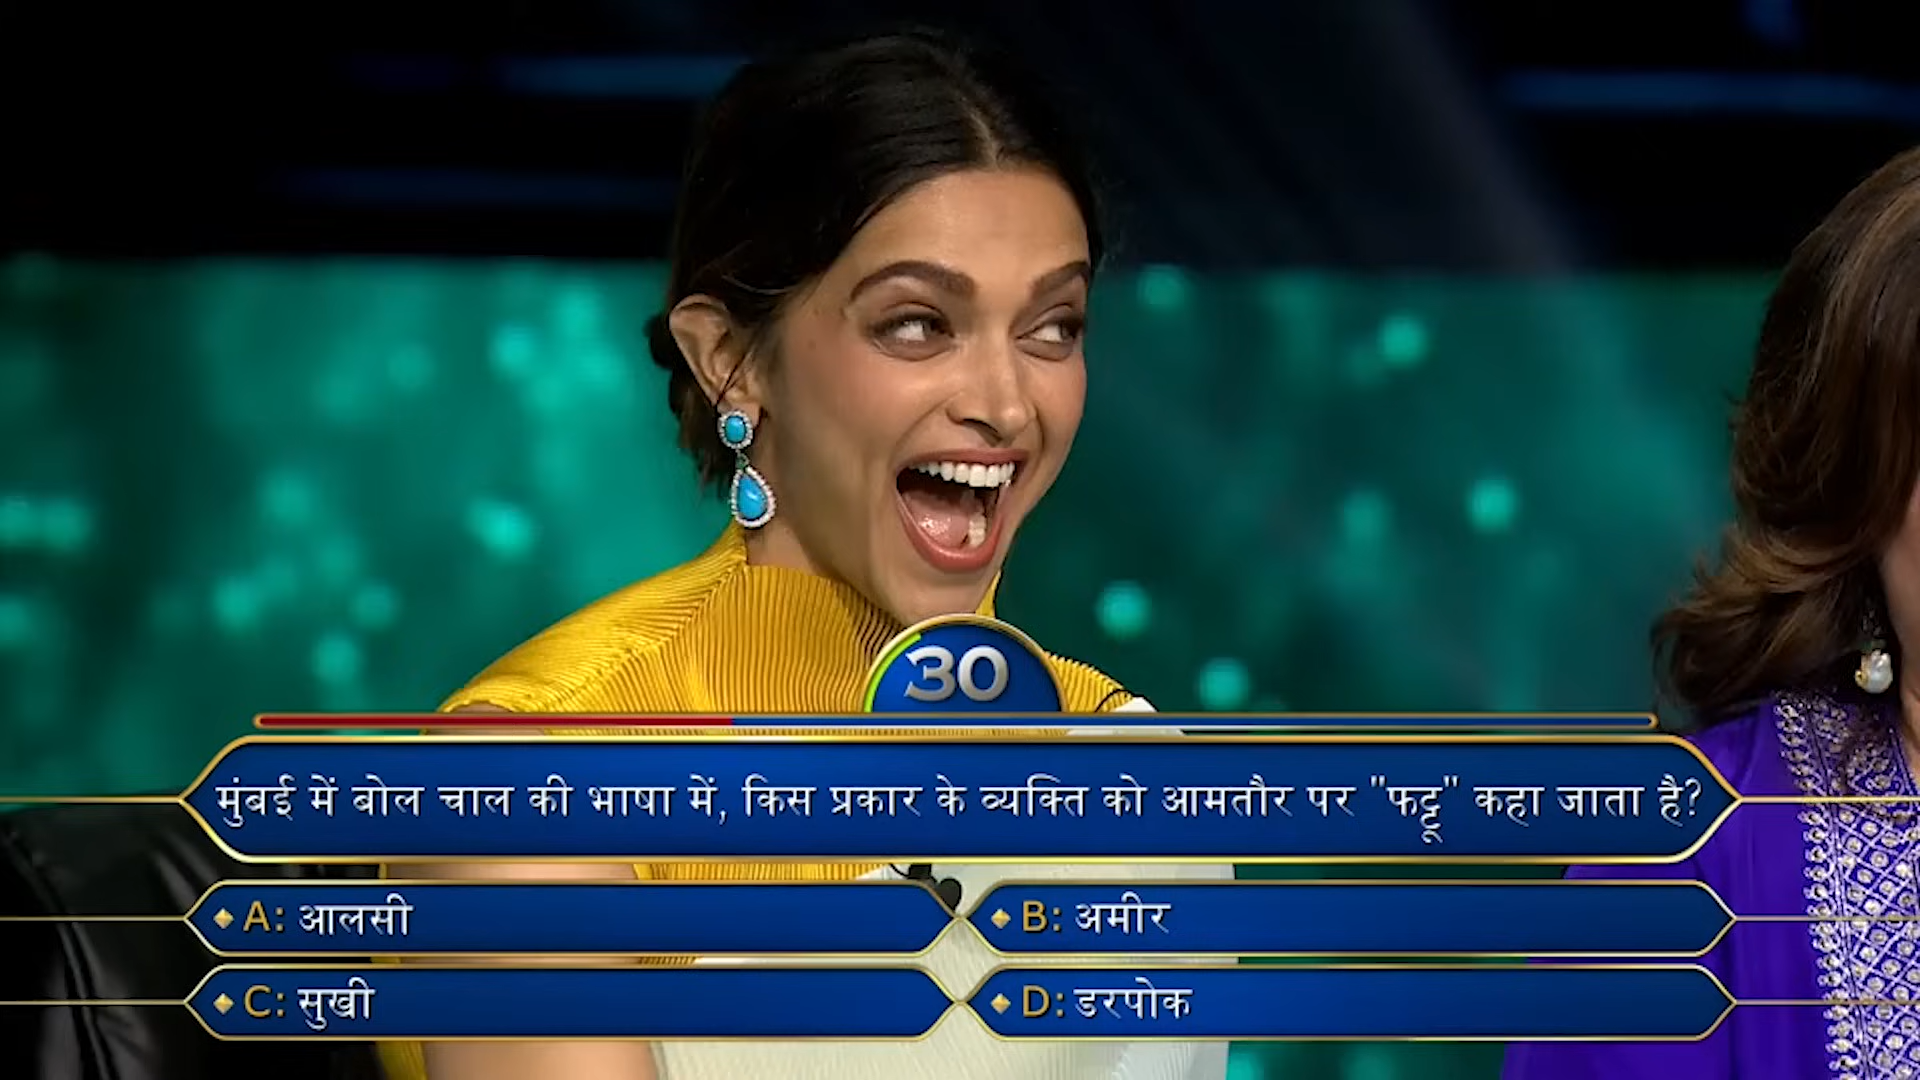 30
मुंबई में बोल चाल की भाषा में, किस प्रकार के व्यक्ति को आमतौर पर "फट्टू" कहा जाता है?
A: आलसी
B: अमीर
C: सुखी
D: डरपोक